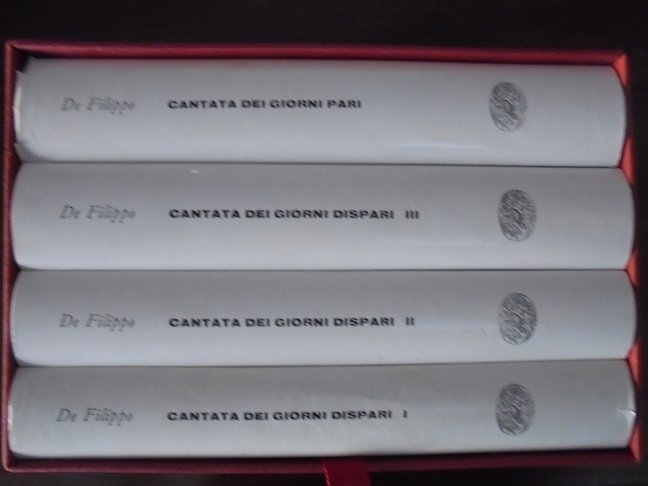 De Filippo CANTATA DEI GIORNI PARI
De Filippo CANTATA DEI GIORNI DISPARI III
De Filippo CANTATA DEI GIORNI DISPARI II
De Filippo CANTATA DEI GIORNI DISPARI I